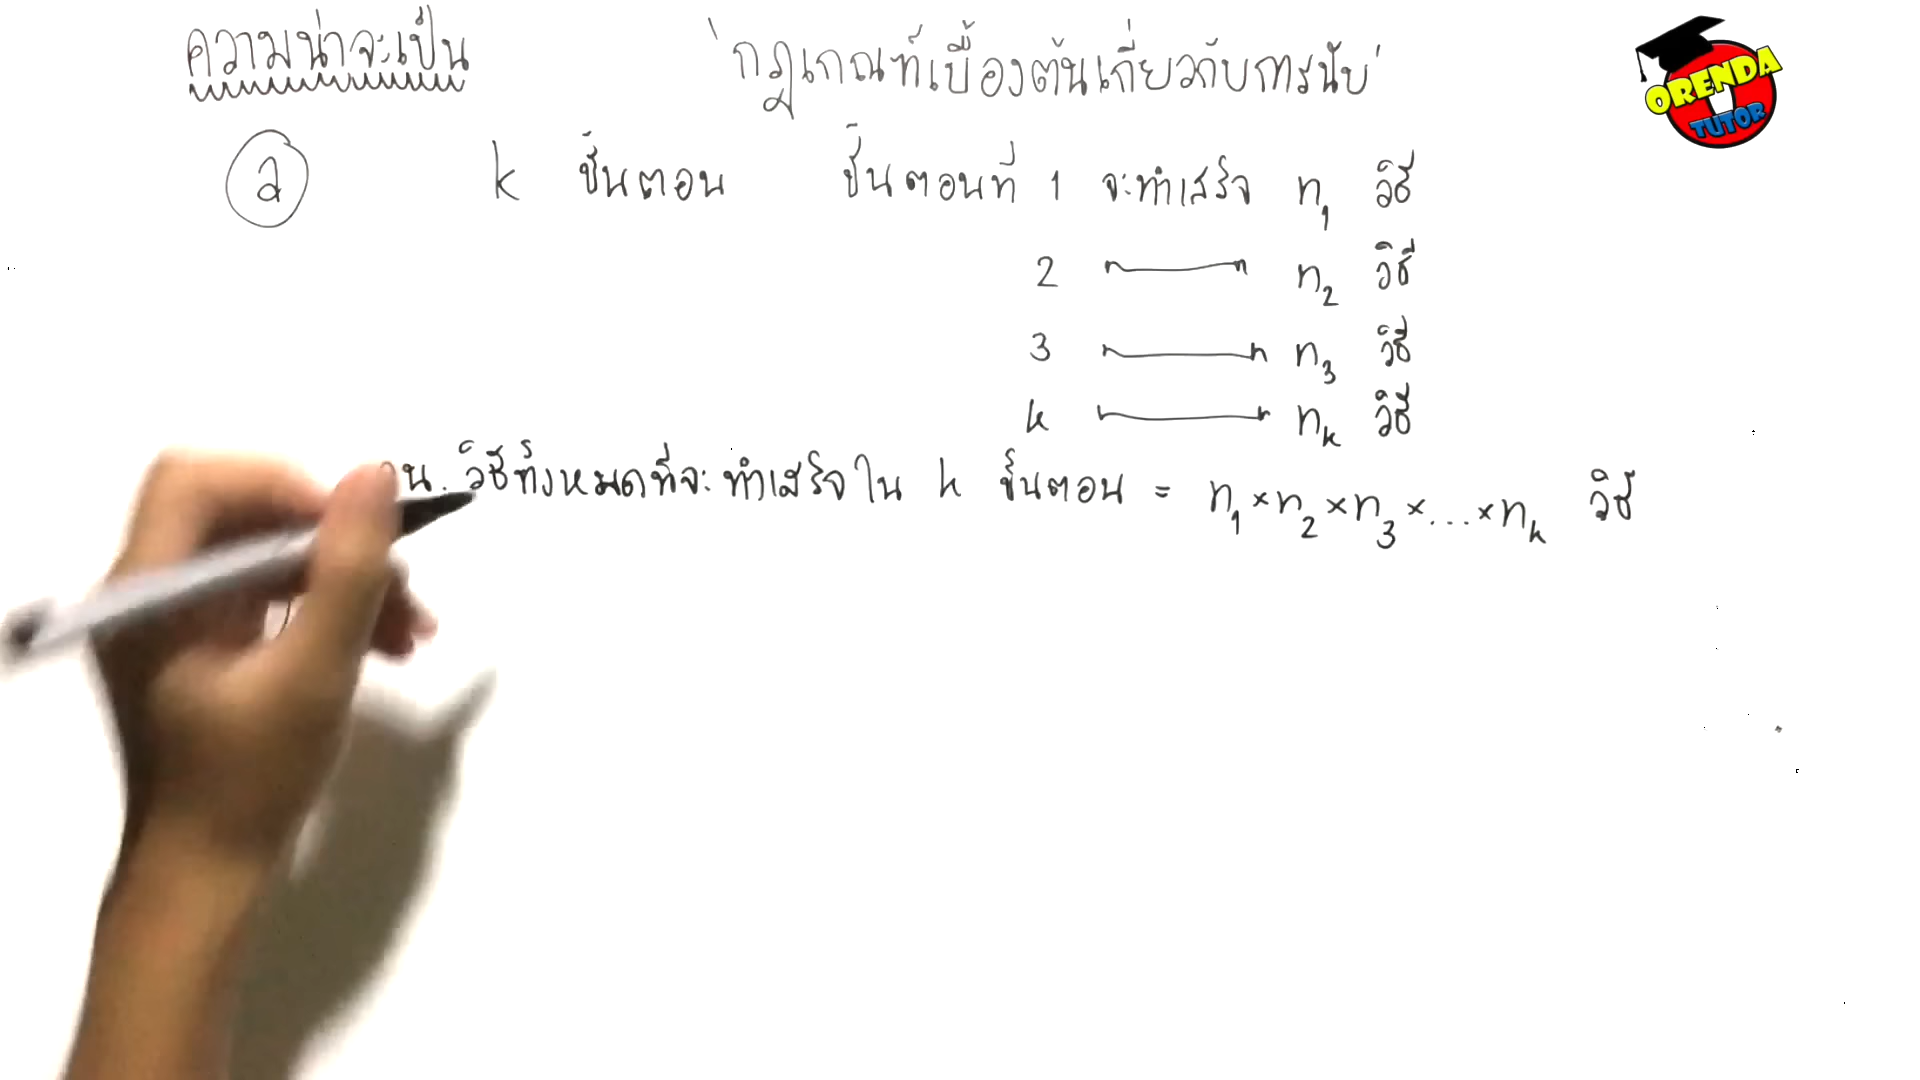 ความน่าจะเป็น 'กฎเกณฑ์เบื้องต้นเกี่ยวกับการนับ'
ORENDA
TUTOR
2 k ขั้นตอน ขั้นตอนที่ 1 จะทำเสร็จ n₁ วิธี
2 n₂ วิธี
3 n₃ วิธี
k nₖ วิธี
วิธีทั้งหมดที่จะทำเสร็จใน k ขั้นตอน = n₁ × n₂ × n₃ × ... × nₖ วิธี